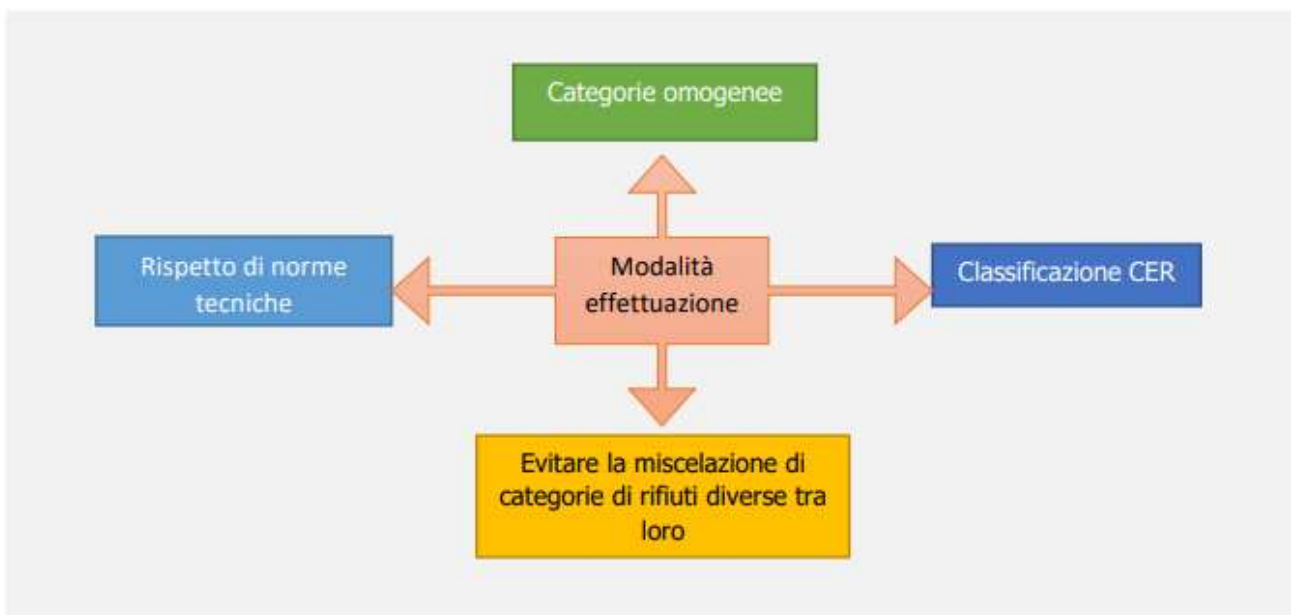 Categorie omogenee
Rispetto di norme
tecniche
Modalità
effettuazione
Classificazione CER
Evitare la miscelazione di
categorie di rifiuti diverse tra
loro